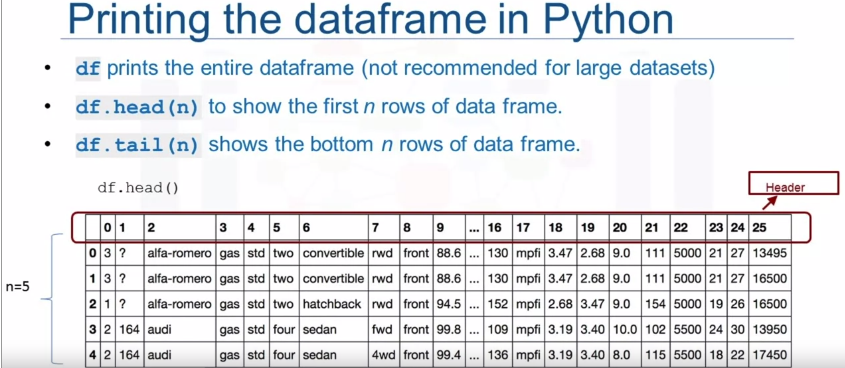 Printing the dataframe in Python
• df prints the entire dataframe (not recommended for large datasets)
• df.head(n) to show the first n rows of data frame.
• df.tail(n) shows the bottom n rows of data frame.
df.head()
Header
0 1 2 3 4 5 6 7 8 9 ... 16 17 18 19 20 21 22 23 24 25
0 3 ? alfa-romero gas std two convertible rwd front 88.6 ... 130 mpfi 3.47 2.68 9.0 111 5000 21 27 13495
1 3 ? alfa-romero gas std two convertible rwd front 88.6 ... 130 mpfi 3.47 2.68 9.0 111 5000 21 27 16500
n=5
2 1 ? alfa-romero gas std two hatchback rwd front 94.5 ... 152 mpfi 2.68 3.47 9.0 154 5000 19 26 16500
3 2 164 audi gas std four sedan fwd front 99.8 ... 109 mpfi 3.19 3.40 10.0 102 5500 24 30 13950
4 2 164 audi gas std four sedan 4wd front 99.4 ... 136 mpfi 3.19 3.40 8.0 115 5500 18 22 17450